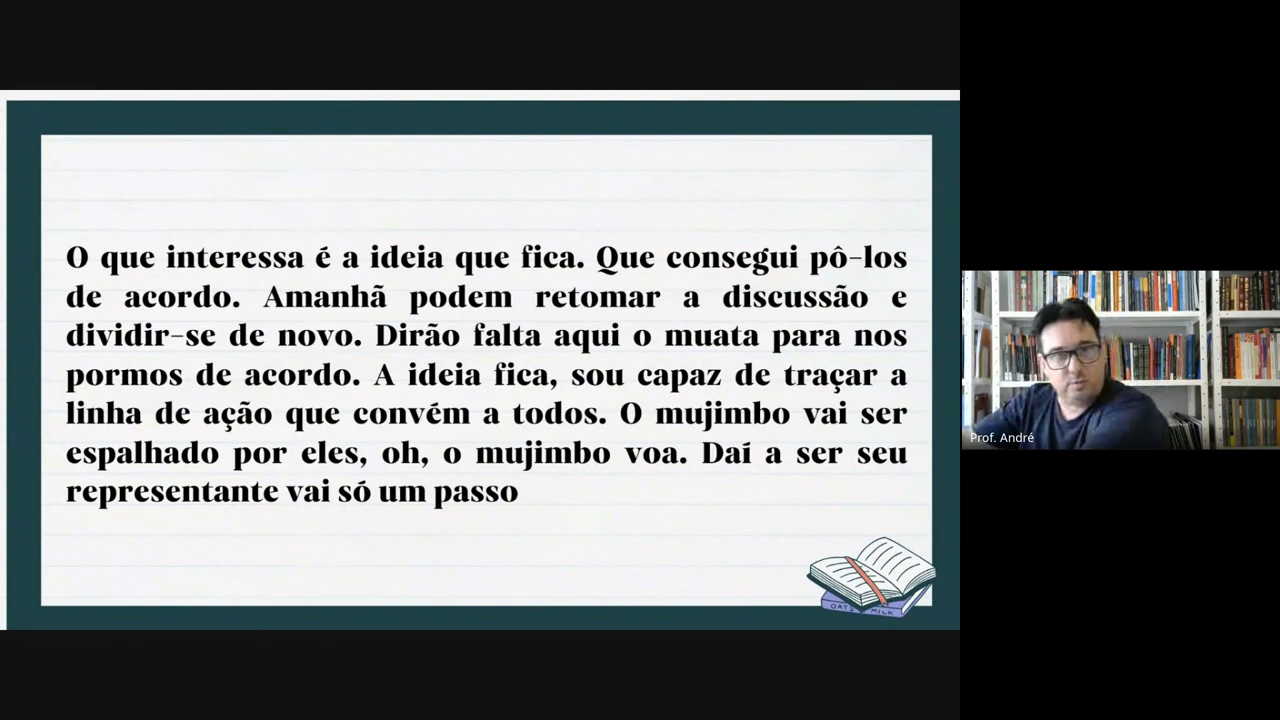 O que interessa é a ideia que fica. Que consegui pô-los
de acordo. Amanhã podem retomar a discussão e
dividir-se de novo. Dirão falta aqui o muata para nos
pormos de acordo. A ideia fica, sou capaz de traçar a
linha de ação que convém a todos. O mujimbo vai ser
espalhado por eles, oh, o mujimbo voa. Daí a ser seu
representante vai só um passo
OAT MILK
Prof. André